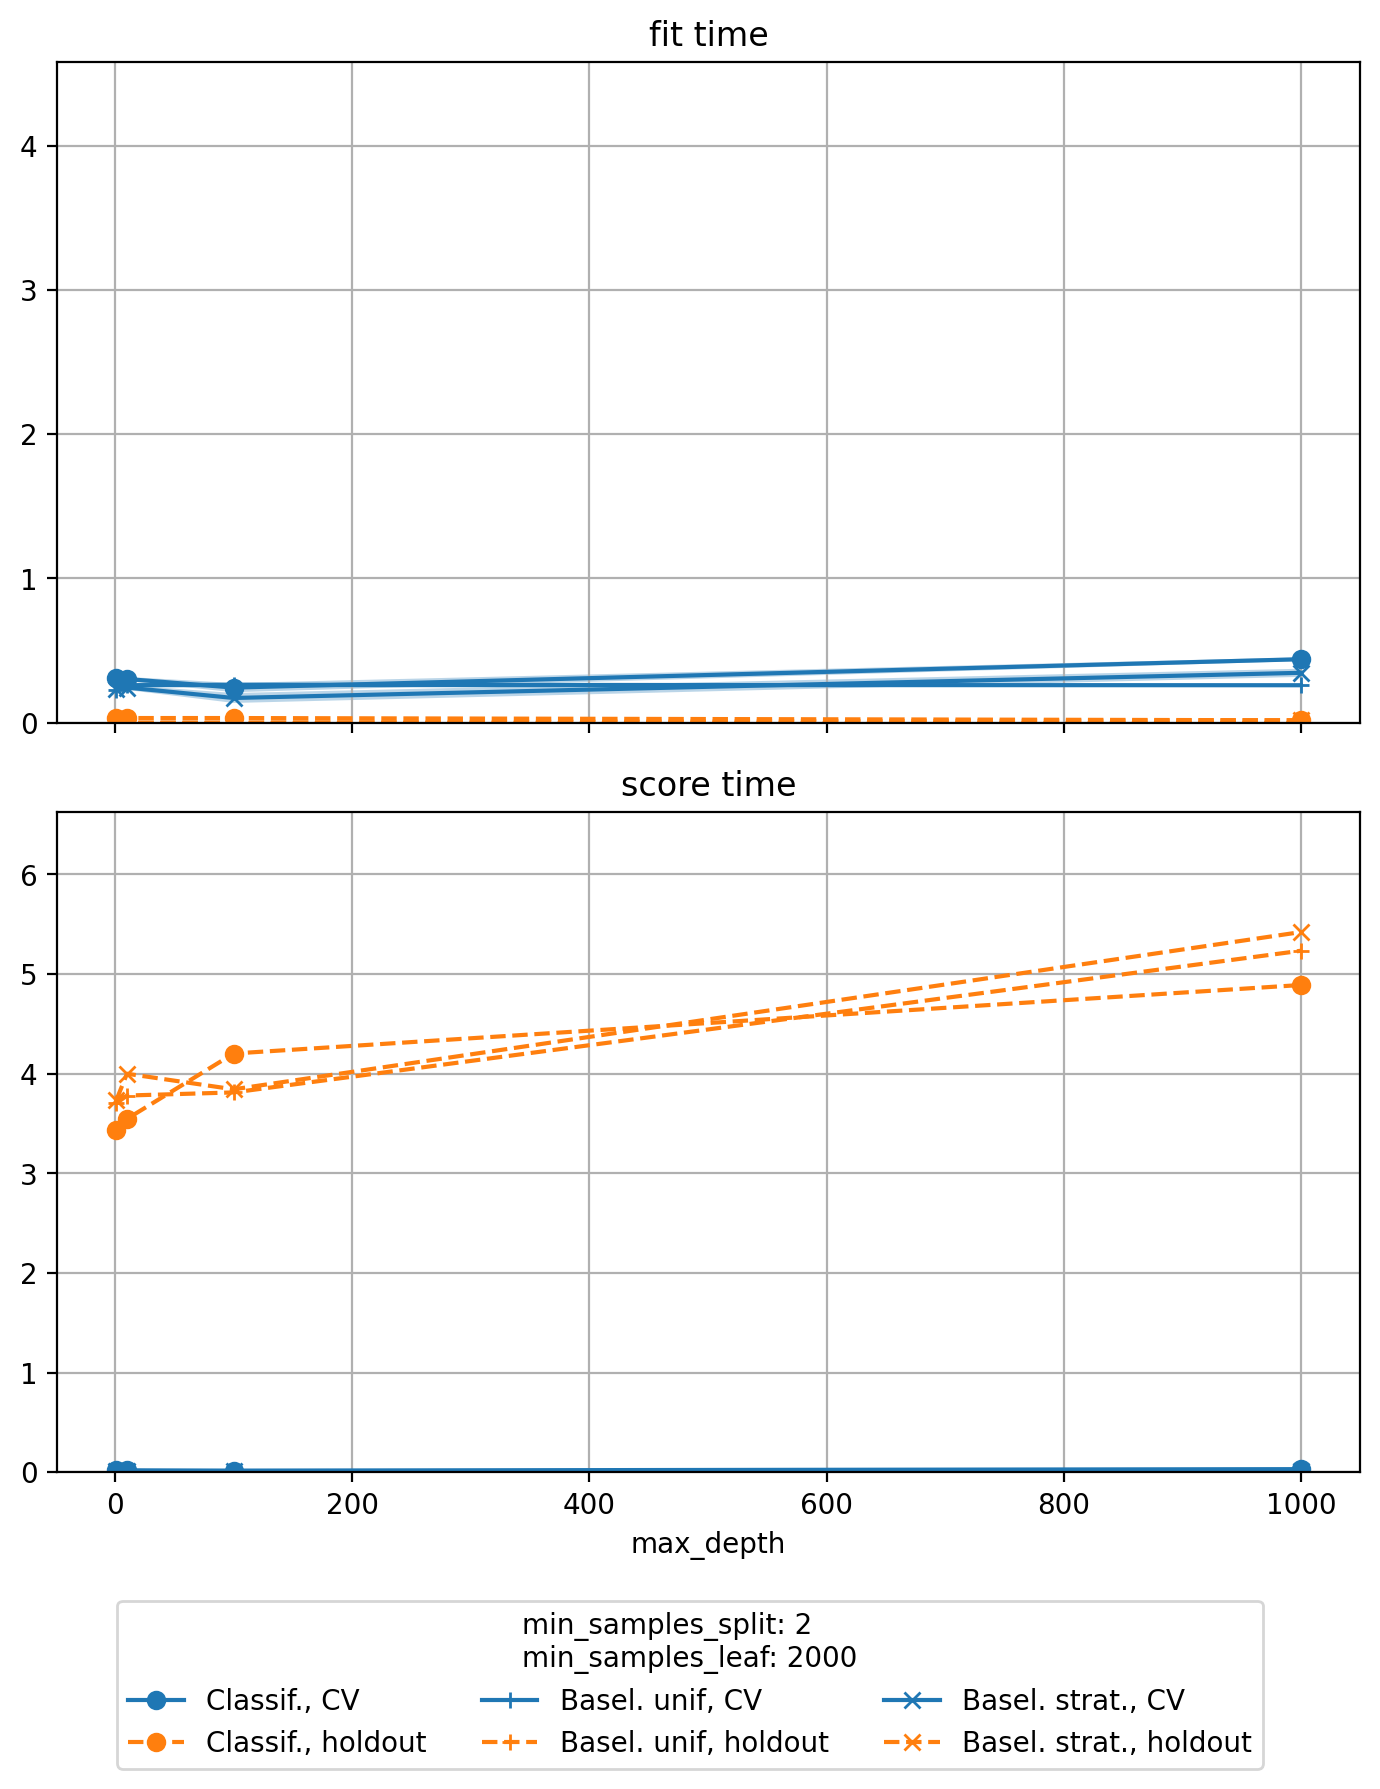 fit time
4
3
2
1
0
score time
6
5
4
3
2
1
0
0 200 400 600 800 1000
max_depth
min_samples_split: 2
min_samples_leaf: 2000
Classif., CV Basel. unif, CV Basel. strat., CV
Classif., holdout Basel. unif, holdout Basel. strat., holdout